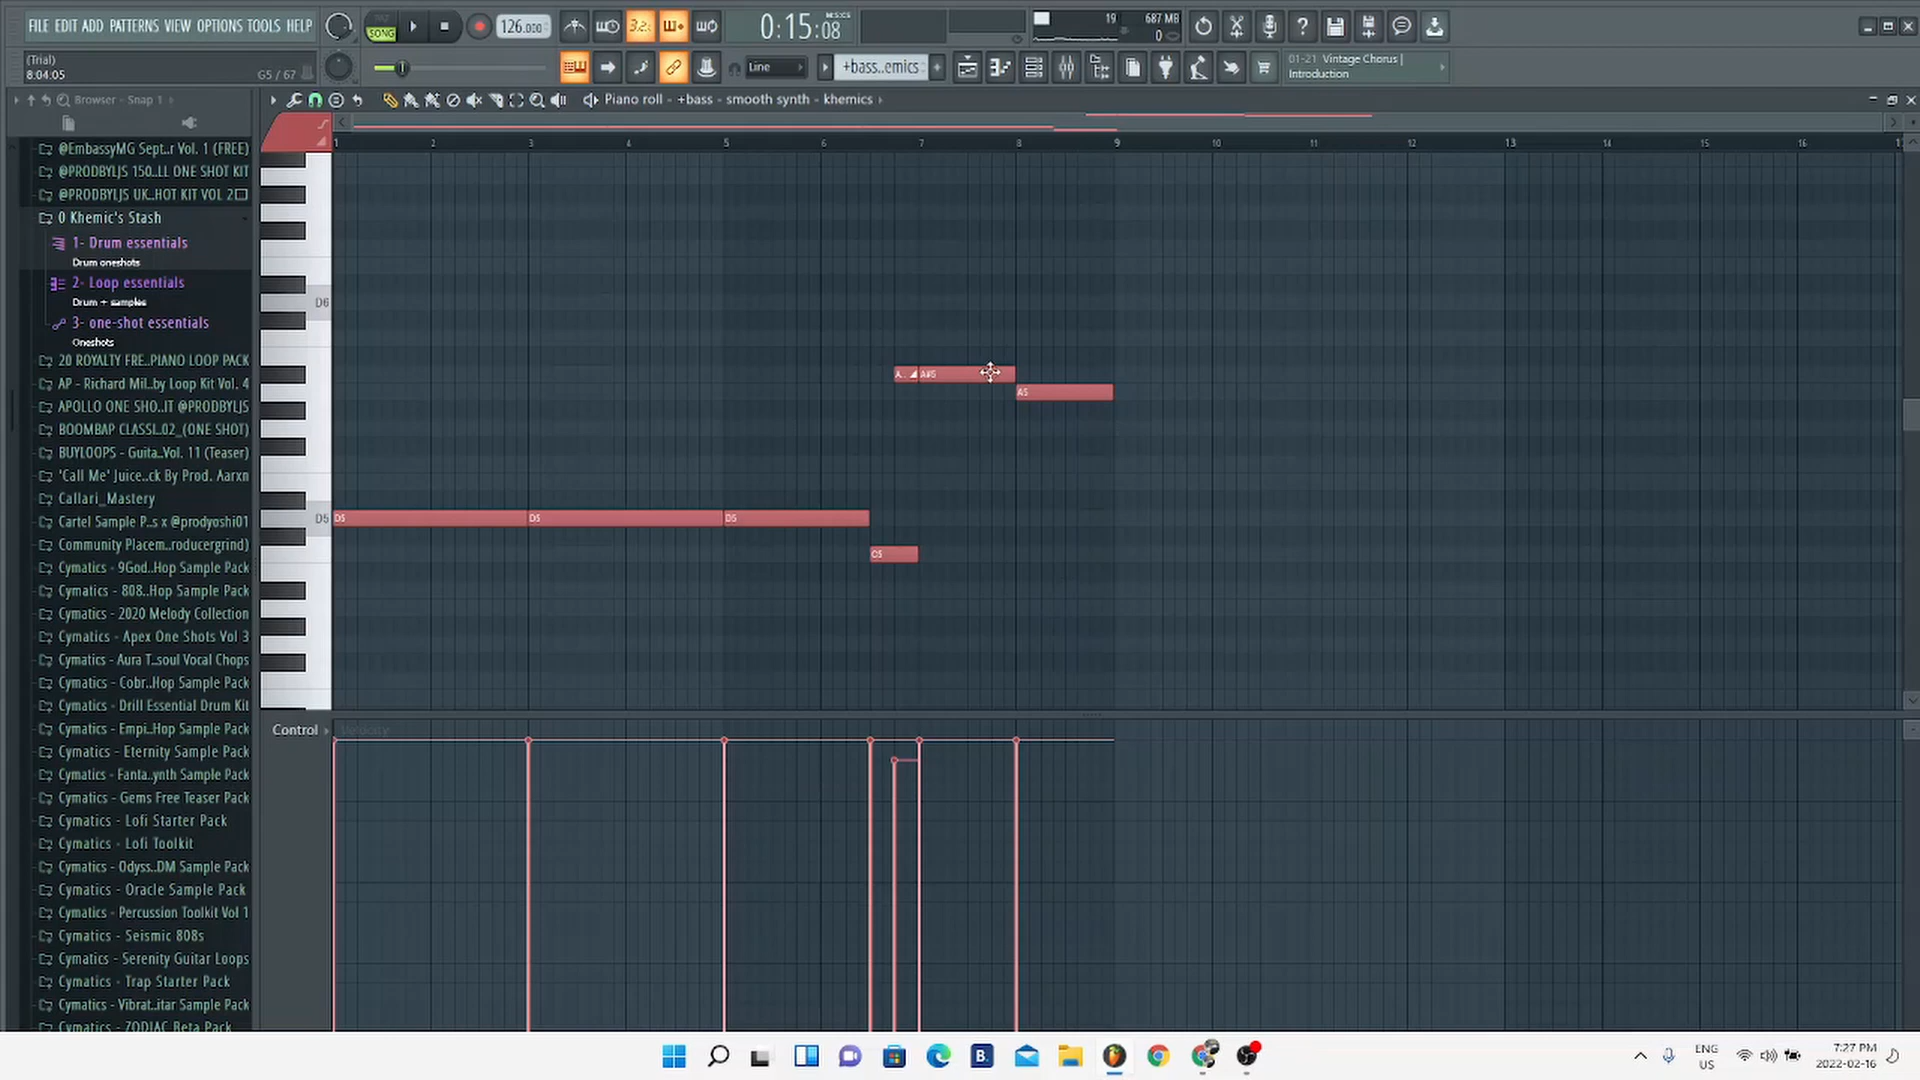 FILE EDIT ADD PATTERNS VIEW OPTIONS TOOLS HELP
SONG
126.000
0:15:08
M:S:CS
19
687 MB
0
(Trial)
8:04:05
G5 / 67
Line
+bass..emics
01-21 Vintage Chorus |
Introduction
Browser - Snap 1
Piano roll - +bass - smooth synth - khemics
@EmbassyMG Sept..r Vol. 1 (FREE)
@PRODBYLJS 150..LL ONE SHOT KIT
@PRODBYLJS UK..HOT KIT VOL 2
0 Khemic's Stash
1- Drum essentials
Drum oneshots
2- Loop essentials
Drum + samples
3- one-shot essentials
Oneshots
20 ROYALTY FRE..PIANO LOOP PACK
AP - Richard Mil..by Loop Kit Vol. 4
APOLLO ONE SHO..IT @PRODBYLJS
BOOMBAP CLASSI..02_(ONE SHOT)
BUYLOOPS - Guita..Vol. 11 (Teaser)
'Call Me' Juice..ck By Prod. Aarxn
Callari_Mastery
Cartel Sample P..s x @prodyoshi01
Community Placem..roducergrind)
Cymatics - 9God..Hop Sample Pack
Cymatics - 808..Hop Sample Pack
Cymatics - 2020 Melody Collection
Cymatics - Apex One Shots Vol 3
Cymatics - Aura T..soul Vocal Chops
Cymatics - Cobr..Hop Sample Pack
Cymatics - Drill Essential Drum Kit
Cymatics - Empi..Hop Sample Pack
Cymatics - Eternity Sample Pack
Cymatics - Fanta..ynth Sample Pack
Cymatics - Gems Free Teaser Pack
Cymatics - Lofi Starter Pack
Cymatics - Lofi Toolkit
Cymatics - Odyss..DM Sample Pack
Cymatics - Oracle Sample Pack
Cymatics - Percussion Toolkit Vol 1
Cymatics - Seismic 808s
Cymatics - Serenity Guitar Loops
Cymatics - Trap Starter Pack
Cymatics - Vibrat..itar Sample Pack
Cymatics - ZODIAC Beta Pack
1 2 3 4 5 6 7 8 9 10 11 12 13 14 15 16
D6
A.. A#5
A5
D5 D5 D5 D5
C5
Control
Velocity
ENG
US
7:27 PM
2022-02-16